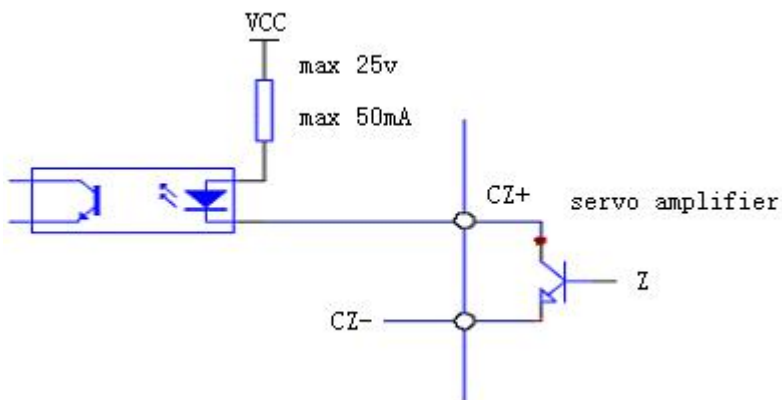 VCC
max 25v
max 50mA
CZ+
servo amplifier
Z
CZ-